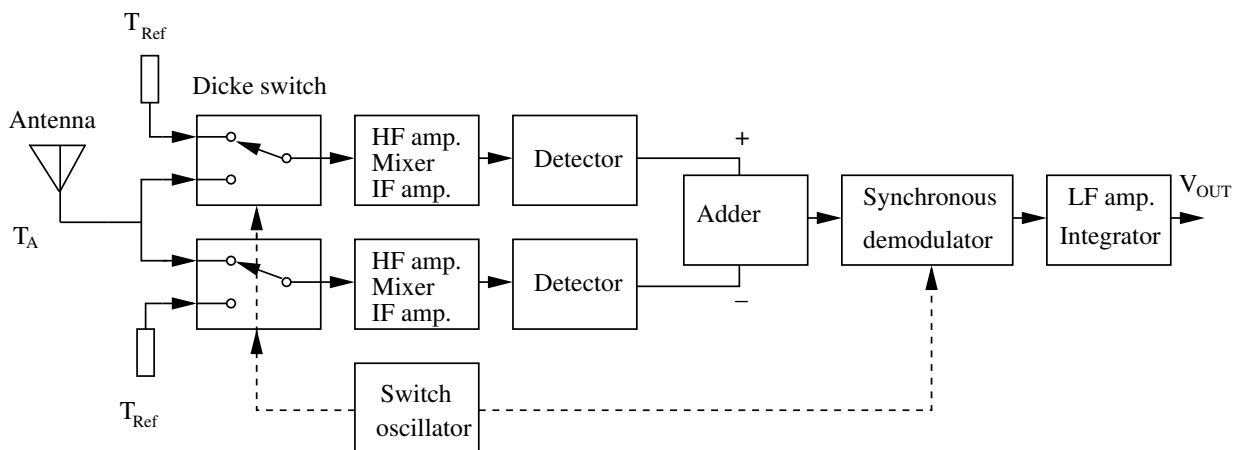 T_Ref
Dicke switch
Antenna
HF amp.
Mixer
IF amp.
Detector
+
Adder
Synchronous
demodulator
LF amp.
Integrator
V_OUT
T_A
HF amp.
Mixer
IF amp.
Detector
–
T_Ref
Switch
oscillator